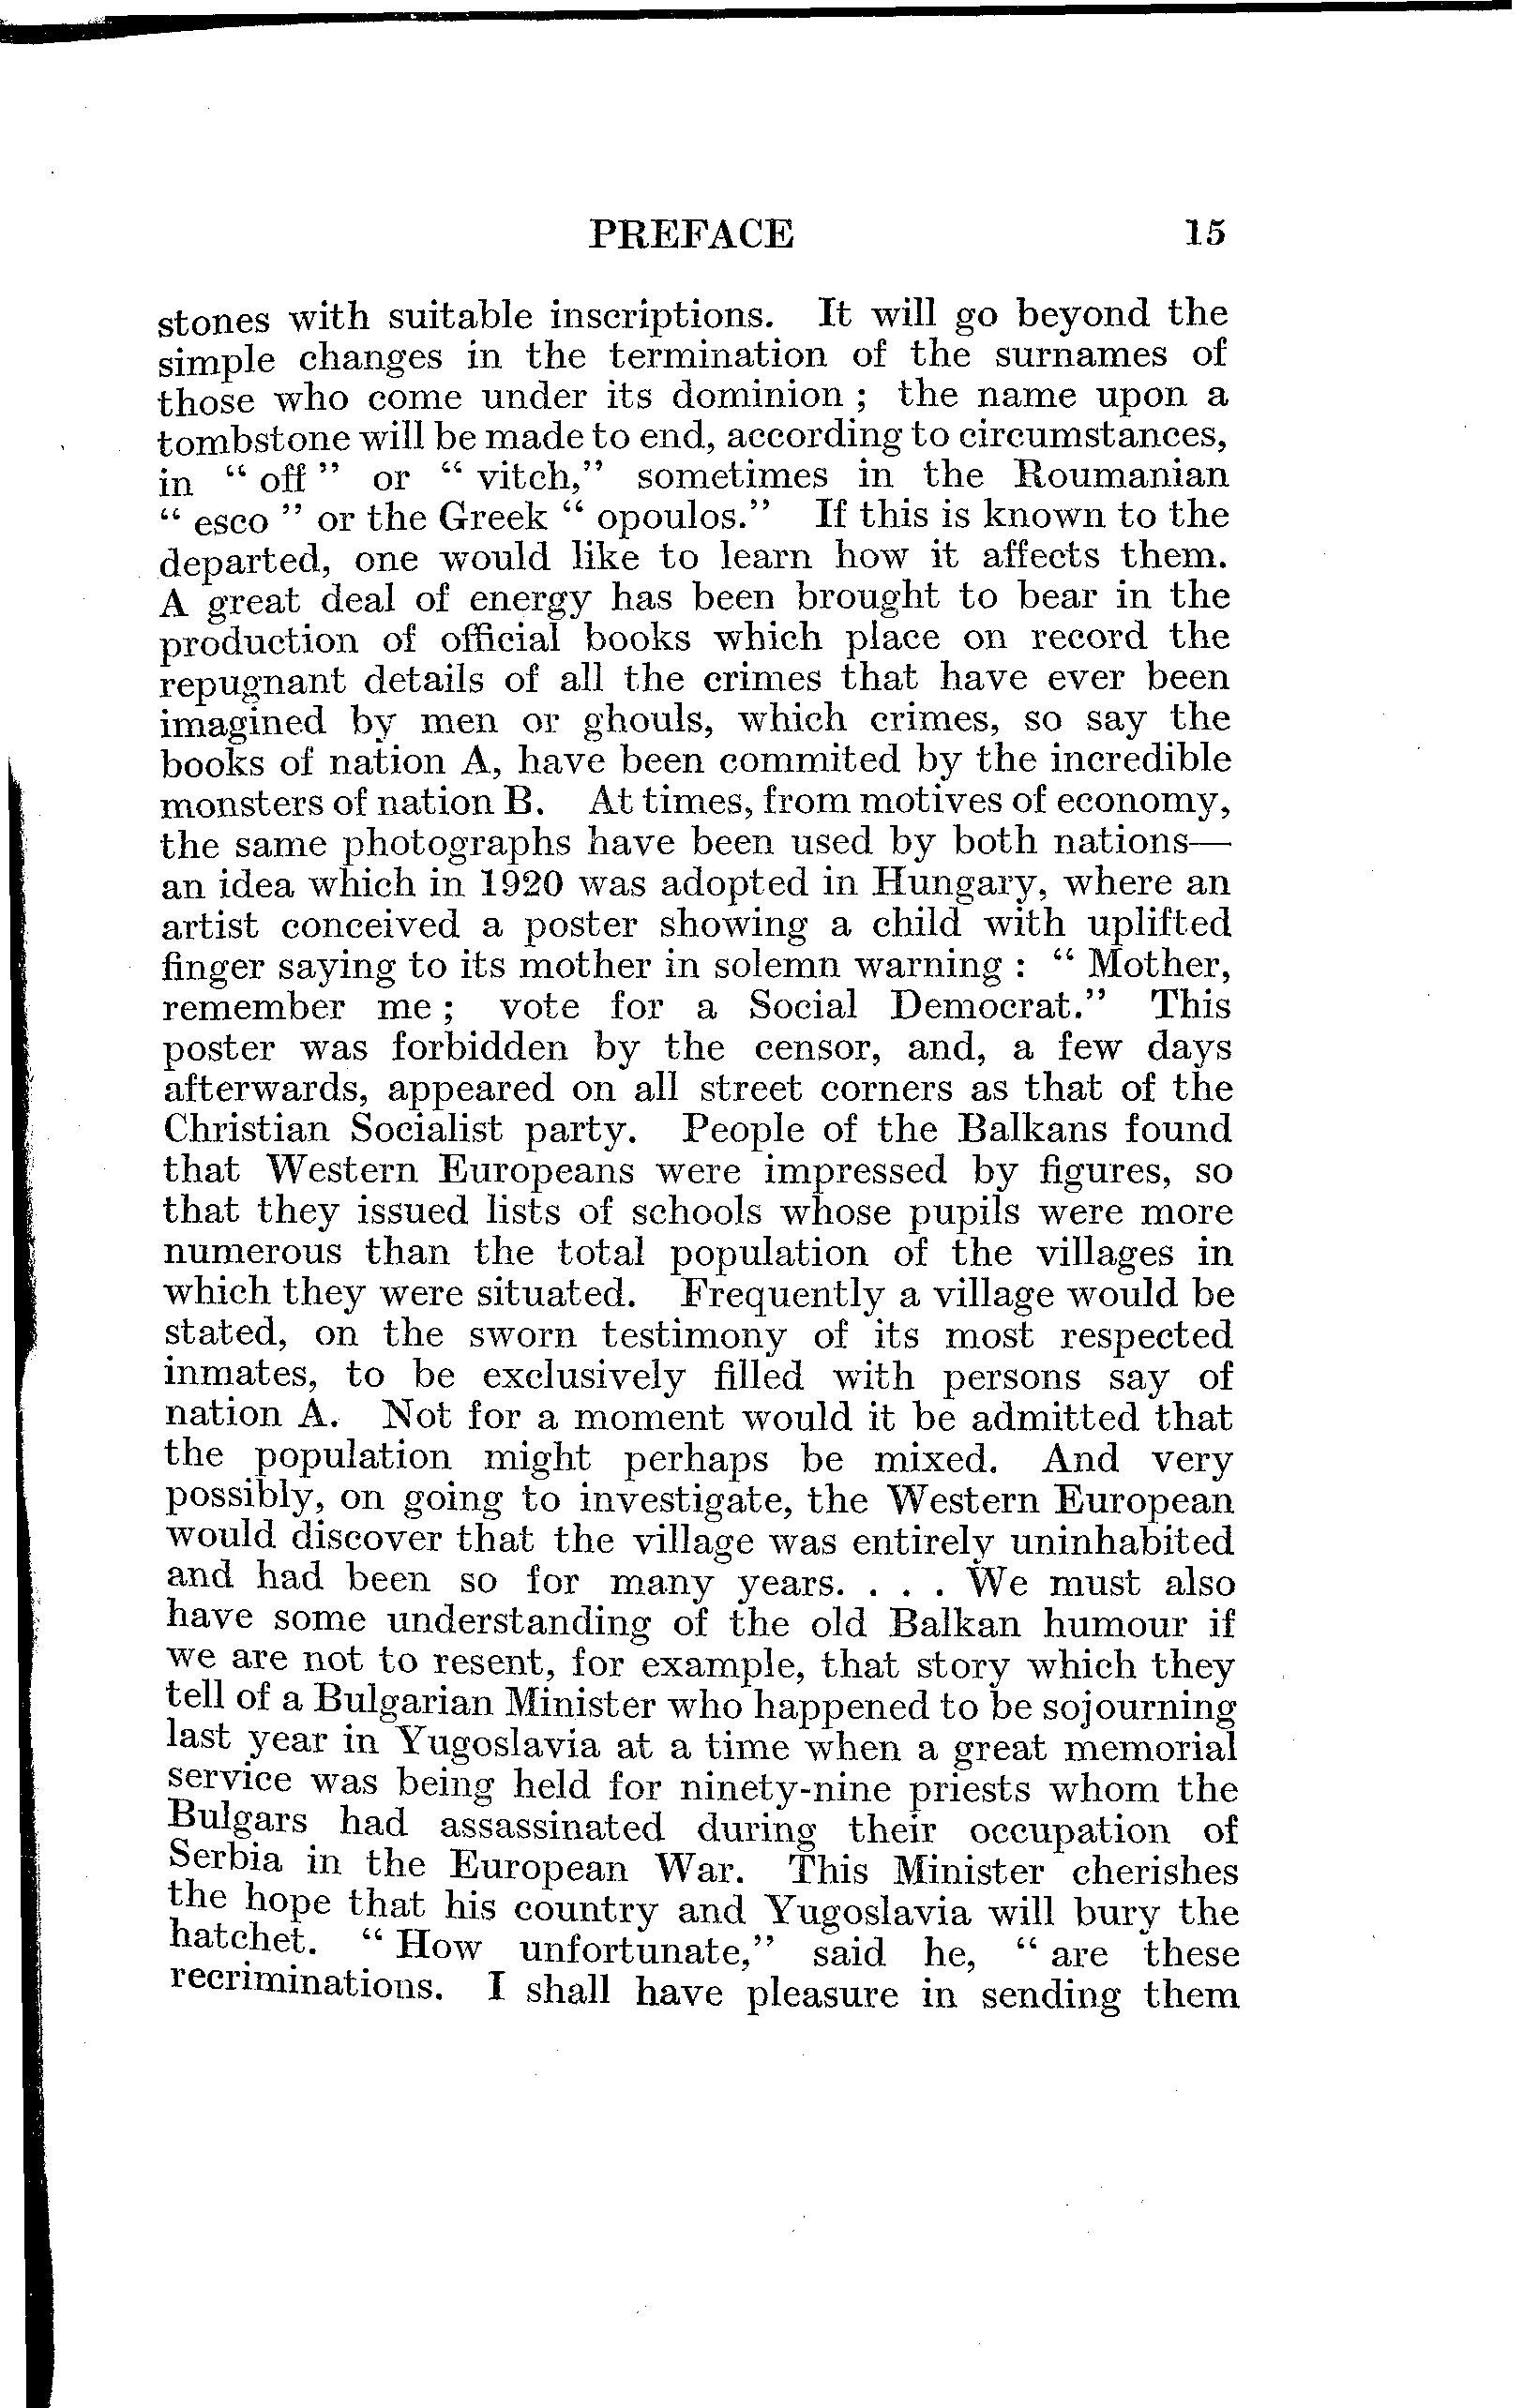 PREFACE 15
stones with suitable inscriptions. It will go beyond the
simple changes in the termination of the surnames of
those who come under its dominion ; the name upon a
tombstone will be made to end, according to circumstances,
in “ off ” or “ vitch,” sometimes in the Roumanian
“ esco ” or the Greek “ opoulos.” If this is known to the
departed, one would like to learn how it affects them.
A great deal of energy has been brought to bear in the
production of official books which place on record the
repugnant details of all the crimes that have ever been
imagined by men or ghouls, which crimes, so say the
books of nation A, have been commited by the incredible
monsters of nation B. At times, from motives of economy,
the same photographs have been used by both nations—
an idea which in 1920 was adopted in Hungary, where an
artist conceived a poster showing a child with uplifted
finger saying to its mother in solemn warning : “ Mother,
remember me ; vote for a Social Democrat.” This
poster was forbidden by the censor, and, a few days
afterwards, appeared on all street corners as that of the
Christian Socialist party. People of the Balkans found
that Western Europeans were impressed by figures, so
that they issued lists of schools whose pupils were more
numerous than the total population of the villages in
which they were situated. Frequently a village would be
stated, on the sworn testimony of its most respected
inmates, to be exclusively filled with persons say of
nation A. Not for a moment would it be admitted that
the population might perhaps be mixed. And very
possibly, on going to investigate, the Western European
would discover that the village was entirely uninhabited
and had been so for many years. . . . We must also
have some understanding of the old Balkan humour if
we are not to resent, for example, that story which they
tell of a Bulgarian Minister who happened to be sojourning
last year in Yugoslavia at a time when a great memorial
service was being held for ninety-nine priests whom the
Bulgars had assassinated during their occupation of
Serbia in the European War. This Minister cherishes
the hope that his country and Yugoslavia will bury the
hatchet. “ How unfortunate,” said he, “ are these
recriminations. I shall have pleasure in sending them